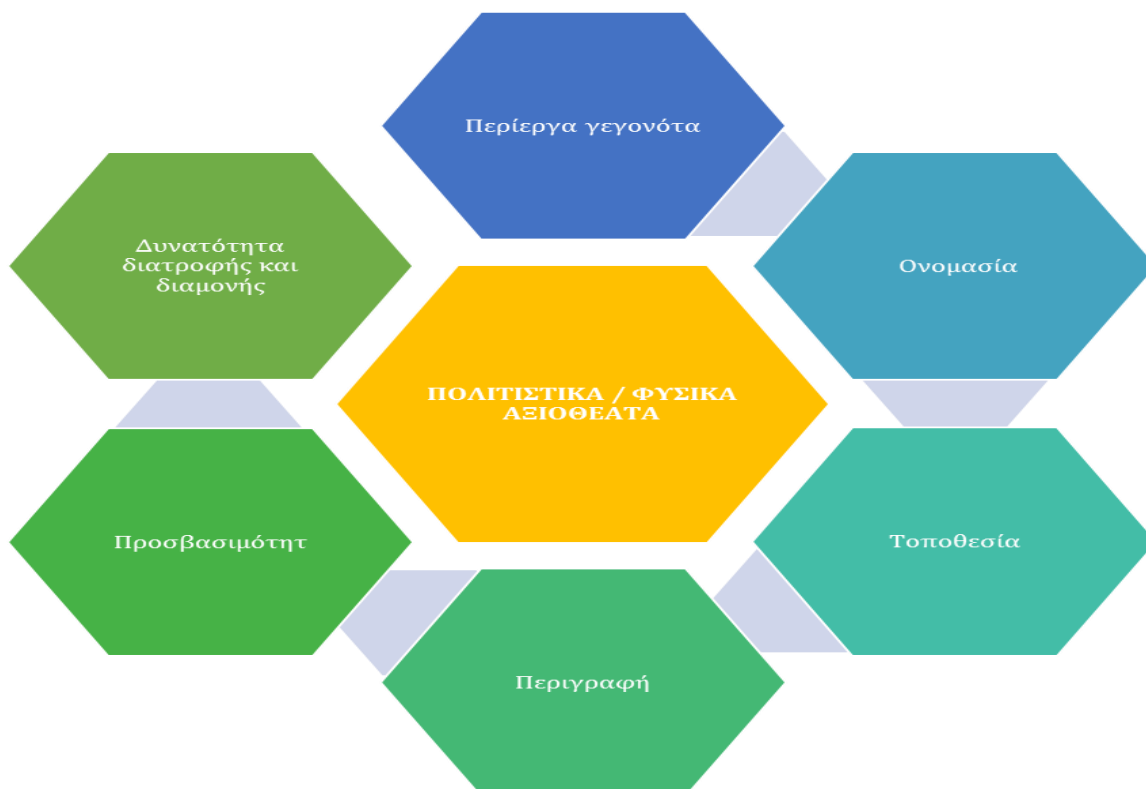 Περίεργα γεγονότα
Ονομασία
Τοποθεσία
Περιγραφή
Προσβασιμότητ
Δυνατότητα
διατροφής και
διαμονής
ΠΟΛΙΤΙΣΤΙΚΑ / ΦΥΣΙΚΑ
ΑΞΙΟΘΕΑΤΑ